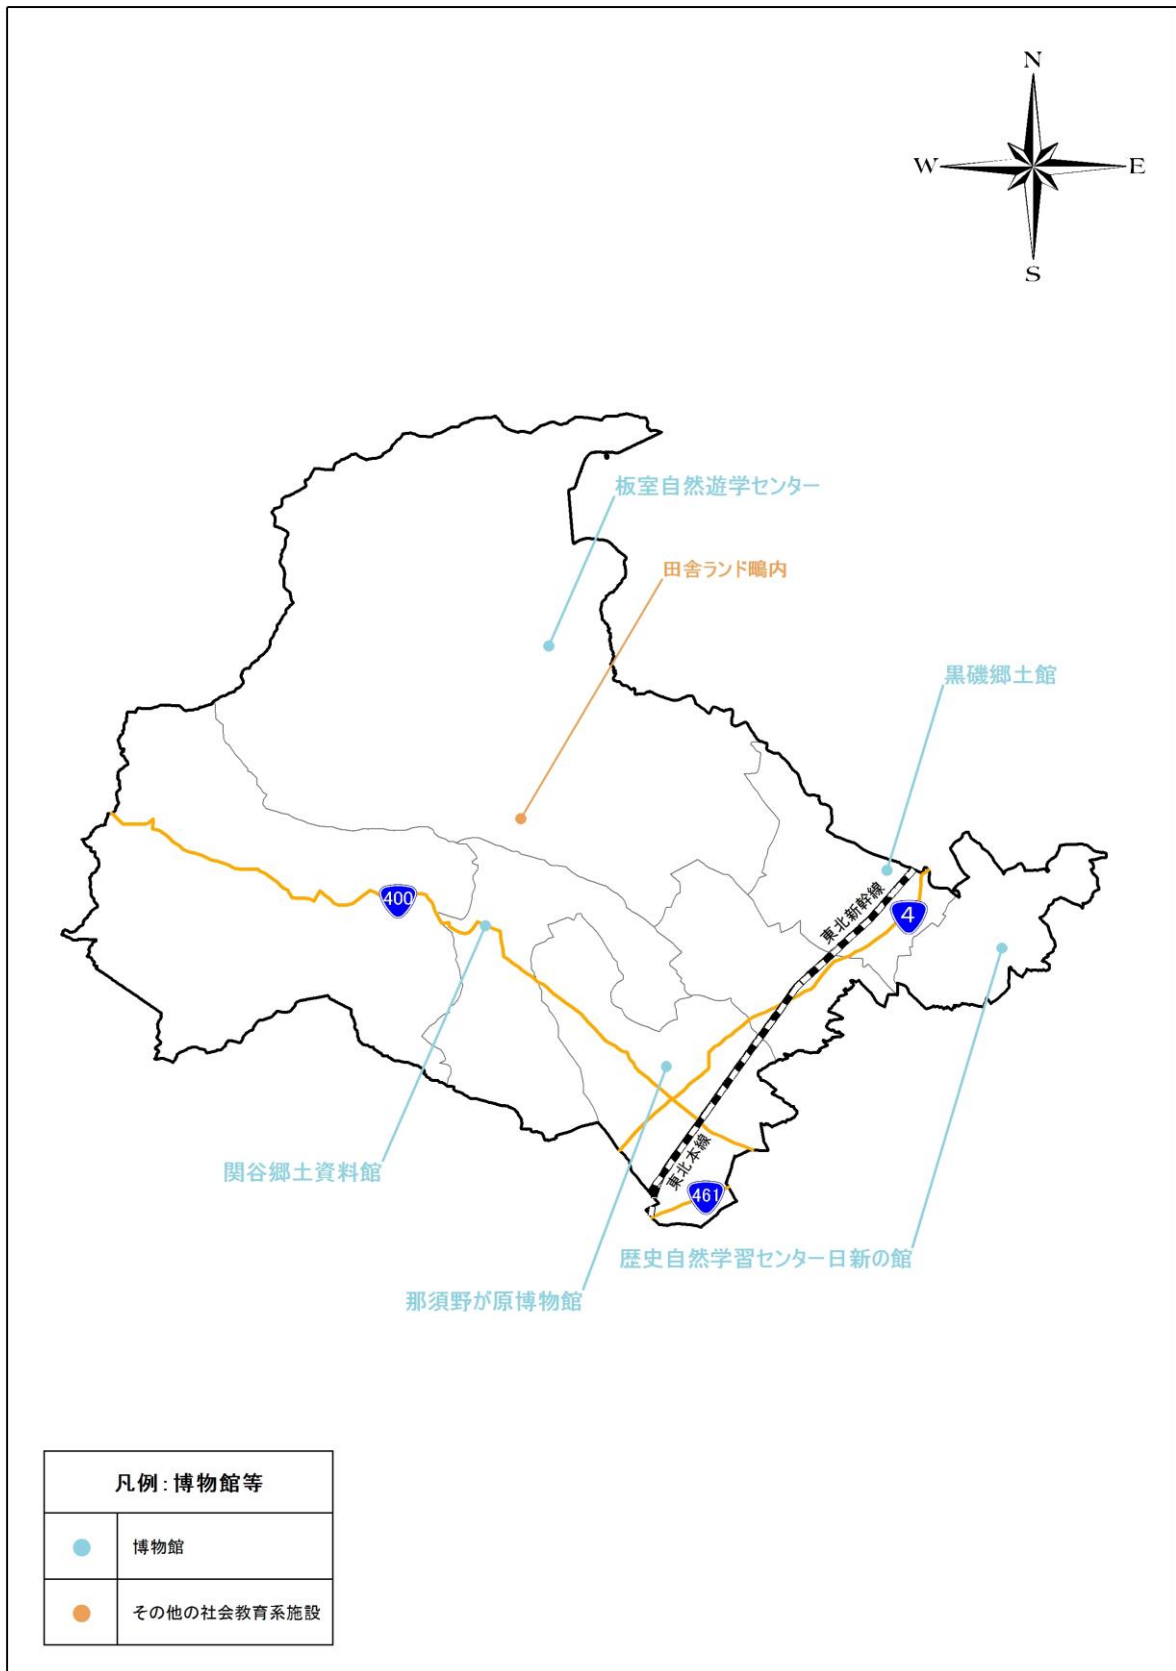 N
W
E
S
板室自然遊学センター
田舎ランド鴫内
黒磯郷土館
400
東北新幹線
4
関谷郷土資料館
東北本線
461
歴史自然学習センター日新の館
那須野が原博物館
凡例:博物館等
博物館
その他の社会教育系施設